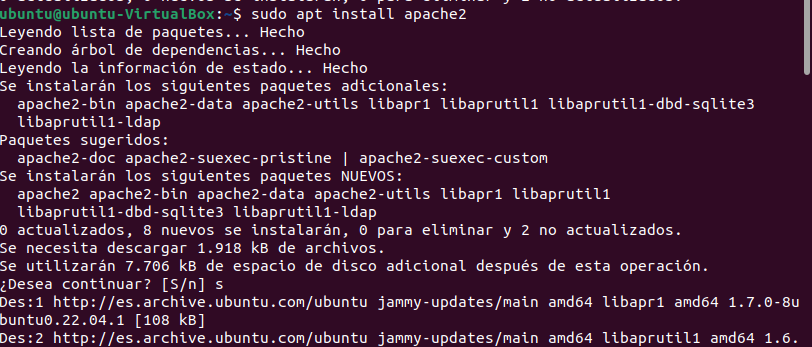 ubuntu@ubuntu-VirtualBox:~$ sudo apt install apache2
Leyendo lista de paquetes... Hecho
Creando árbol de dependencias... Hecho
Leyendo la información de estado... Hecho
Se instalarán los siguientes paquetes adicionales:
apache2-bin apache2-data apache2-utils libapr1 libaprutil1 libaprutil1-dbd-sqlite3
libaprutil1-ldap
Paquetes sugeridos:
apache2-doc apache2-suexec-pristine | apache2-suexec-custom
Se instalarán los siguientes paquetes NUEVOS:
apache2 apache2-bin apache2-data apache2-utils libapr1 libaprutil1
libaprutil1-dbd-sqlite3 libaprutil1-ldap
0 actualizados, 8 nuevos se instalarán, 0 para eliminar y 2 no actualizados.
Se necesita descargar 1.918 kB de archivos.
Se utilizarán 7.706 kB de espacio de disco adicional después de esta operación.
¿Desea continuar? [S/n] s
Des:1 http://es.archive.ubuntu.com/ubuntu jammy-updates/main amd64 libapr1 amd64 1.7.0-8u
buntu0.22.04.1 [108 kB]
Des:2 http://es.archive.ubuntu.com/ubuntu jammy-updates/main amd64 libaprutil1 amd64 1.6.